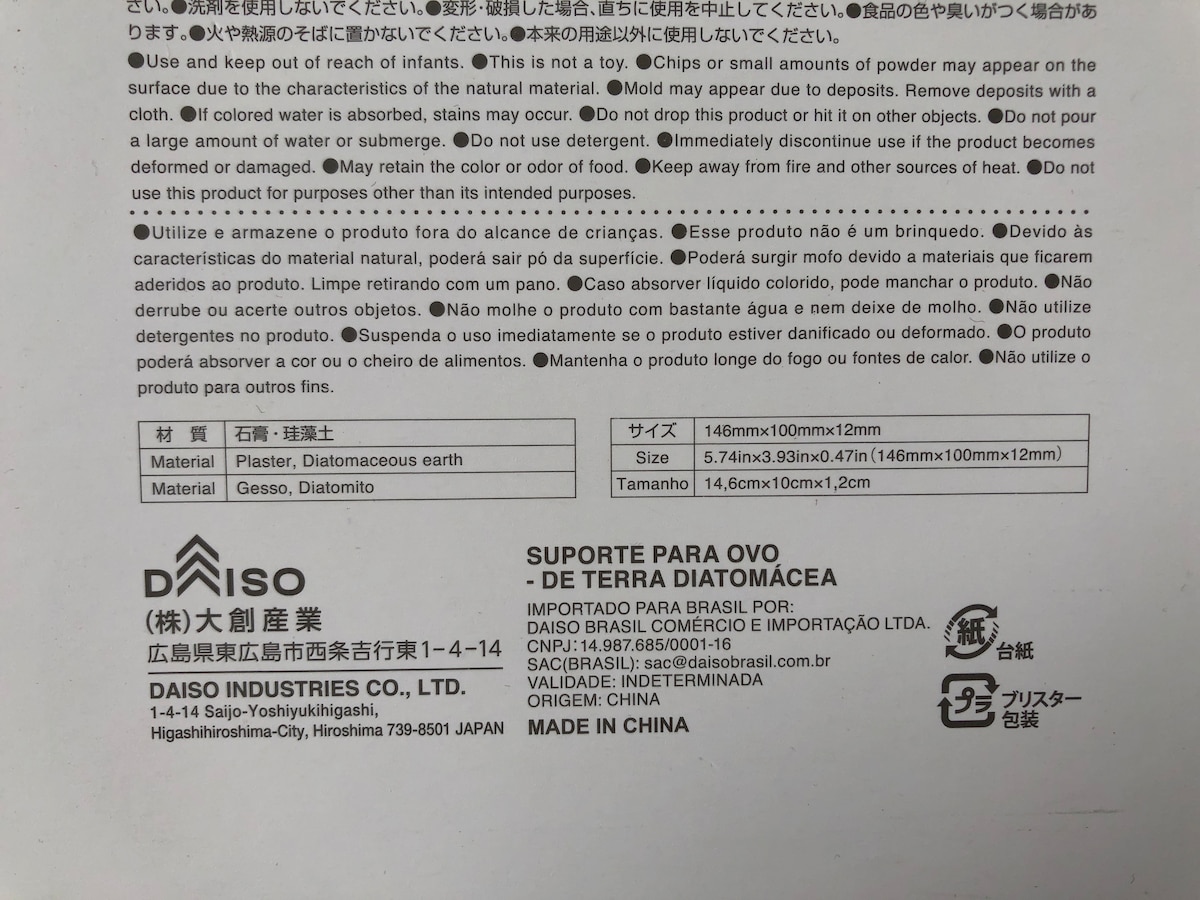 さい。●洗剤を使用しないでください。●変形・破損した場合、直ちに使用を中止してください。●食品の色や臭いがつく場合があ
ります。●火や熱源のそばに置かないでください。●本来の用途以外に使用しないでください。
●Use and keep out of reach of infants. ●This is not a toy. ●Chips or small amounts of powder may appear on the
surface due to the characteristics of the natural material. ●Mold may appear due to deposits. Remove deposits with a
cloth. ●If colored water is absorbed, stains may occur. ●Do not drop this product or hit it on other objects. ●Do not pour
a large amount of water or submerge. ●Do not use detergent. ●Immediately discontinue use if the product becomes
deformed or damaged. ●May retain the color or odor of food. ●Keep away from fire and other sources of heat. ●Do not
use this product for purposes other than its intended purposes.
●Utilize e armazene o produto fora do alcance de crianças. ●Esse produto não é um brinquedo. ●Devido às
características do material natural, poderá sair pó da superfície. ●Poderá surgir mofo devido a materiais que ficarem
aderidos ao produto. Limpe retirando com um pano. ●Caso absorver líquido colorido, pode manchar o produto. ●Não
derrube ou acerte outros objetos. ●Não molhe o produto com bastante água e nem deixe de molho. ●Não utilize
detergentes no produto. ●Suspenda o uso imediatamente se o produto estiver danificado ou deformado. ●O produto
poderá absorver a cor ou o cheiro de alimentos. ●Mantenha o produto longe do fogo ou fontes de calor. ●Não utilize o
produto para outros fins.
材 質 石膏・珪藻土
Material Plaster, Diatomaceous earth
Material Gesso, Diatomito
サイズ 146mm×100mm×12mm
Size 5.74in×3.93in×0.47in（146mm×100mm×12mm）
Tamanho 14,6cm×10cm×1,2cm
DAISO
(株)大創産業
広島県東広島市西条吉行東1-4-14
DAISO INDUSTRIES CO., LTD.
1-4-14 Saijo-Yoshiyukihigashi,
Higashihiroshima-City, Hiroshima 739-8501 JAPAN
SUPORTE PARA OVO
- DE TERRA DIATOMÁCEA
IMPORTADO PARA BRASIL POR:
DAISO BRASIL COMÉRCIO E IMPORTAÇÃO LTDA.
CNPJ:14.987.685/0001-16
SAC(BRASIL): sac@daisobrasil.com.br
VALIDADE: INDETERMINADA
ORIGEM: CHINA
MADE IN CHINA
紙 台紙
プラ ブリスター
包装